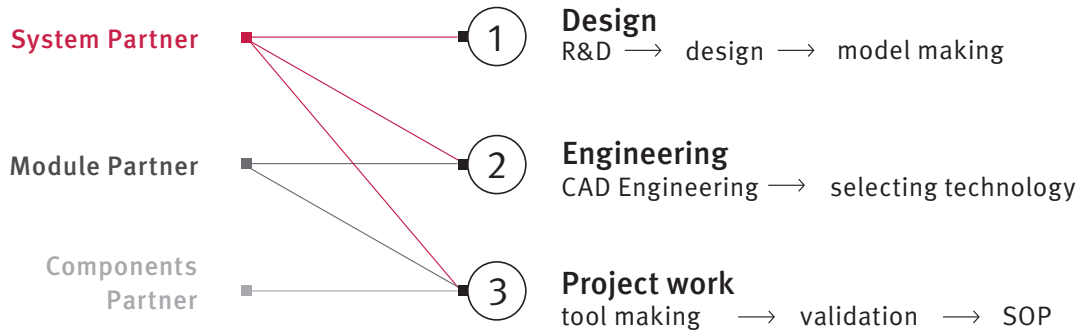 System Partner
1
Design
R&D → design → model making
Module Partner
2
Engineering
CAD Engineering → selecting technology
Components
Partner
3
Project work
tool making → validation → SOP